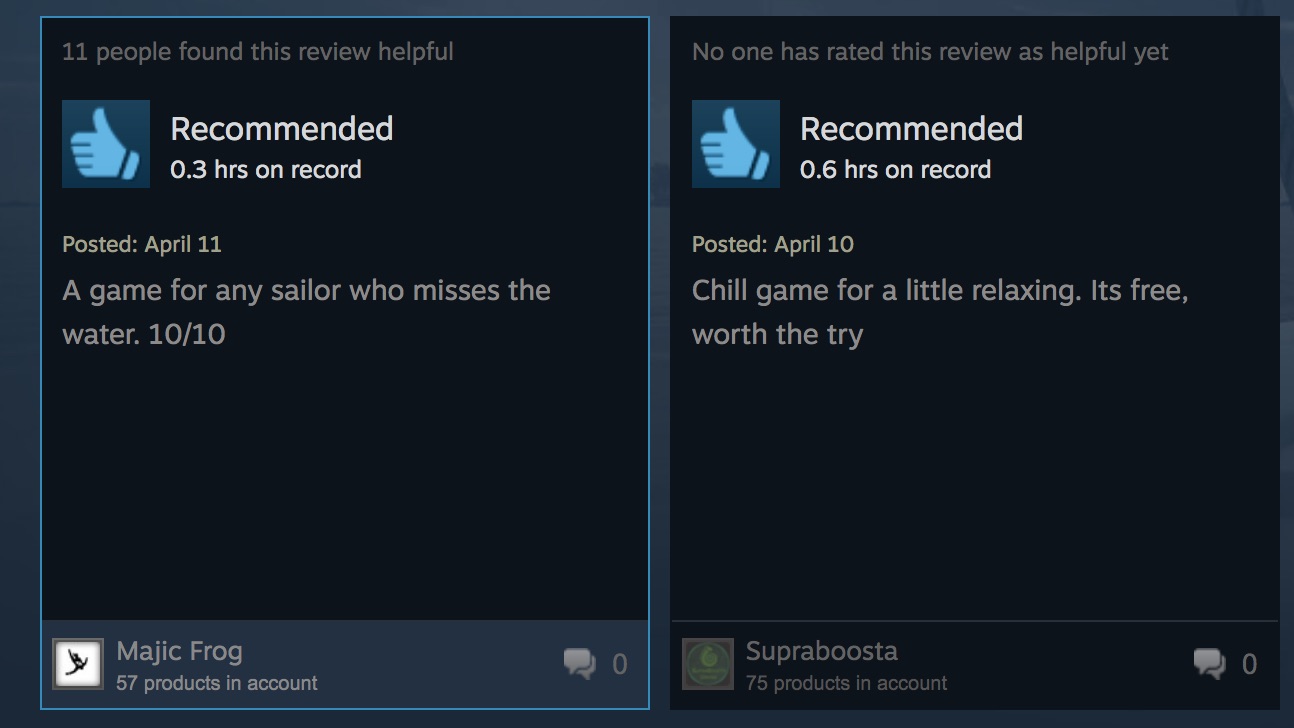 11 people found this review helpful
Recommended
0.3 hrs on record
Posted: April 11
A game for any sailor who misses the
water. 10/10
Majic Frog
57 products in account
0
No one has rated this review as helpful yet
Recommended
0.6 hrs on record
Posted: April 10
Chill game for a little relaxing. Its free,
worth the try
Supraboosta
75 products in account
0